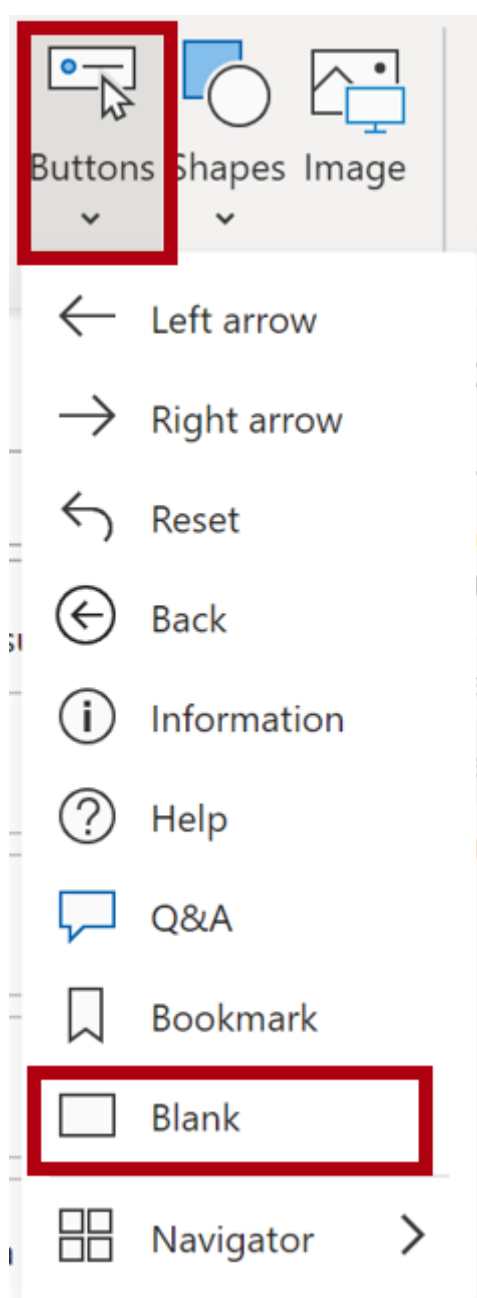 Buttons Shapes Image
Left arrow
Right arrow
Reset
Back
Information
Help
Q&A
Bookmark
Blank
Navigator